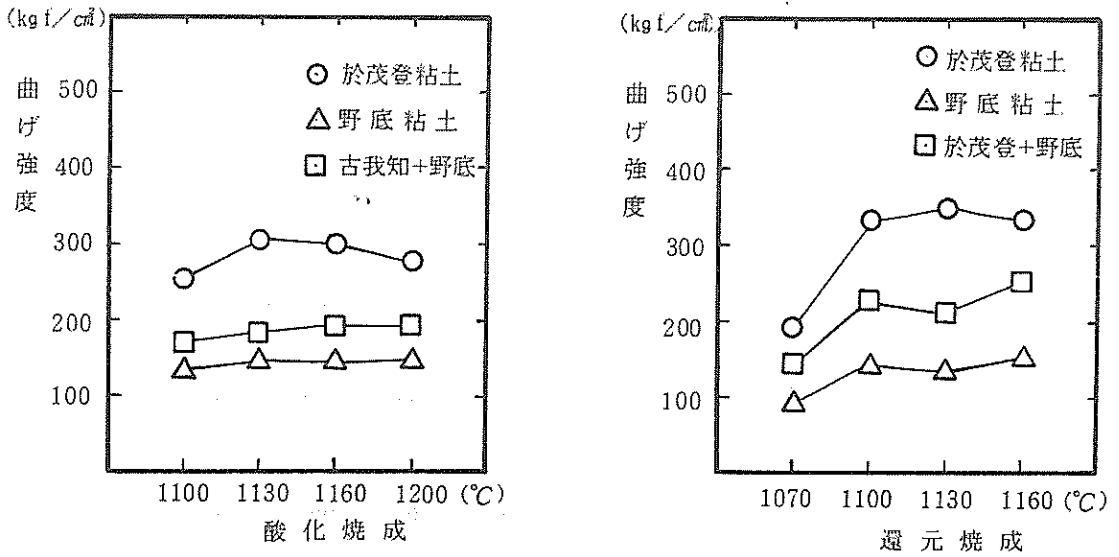 (kgf/c㎡)
曲げ強度
500
400
300
200
100
○ 於茂登粘土
△ 野底粘土
□ 古我知+野底
1100 1130 1160 1200 (℃)
酸化焼成
(kgf/c㎡)
曲げ強度
500
400
300
200
100
○ 於茂登粘土
△ 野底粘土
□ 於茂登+野底
1070 1100 1130 1160 (℃)
還元焼成